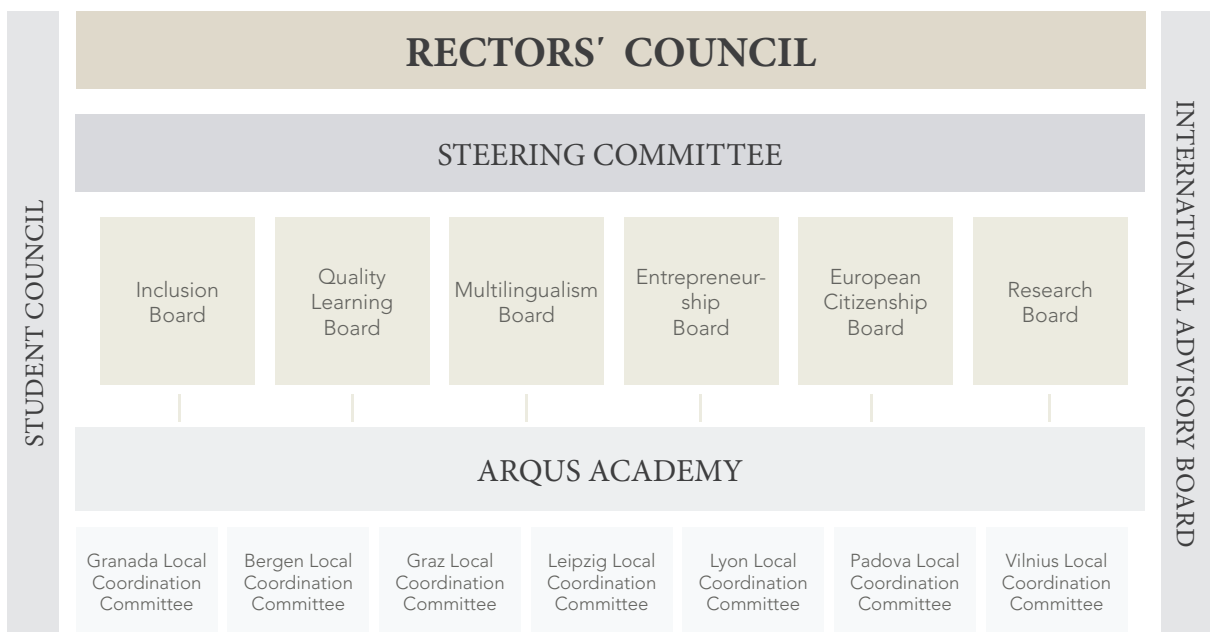 RECTORS´ COUNCIL
STEERING COMMITTEE
STUDENT COUNCIL
INTERNATIONAL ADVISORY BOARD
Inclusion
Board
Quality
Learning
Board
Multilingualism
Board
Entrepreneur-
ship
Board
European
Citizenship
Board
Research
Board
ARQUS ACADEMY
Granada Local
Coordination
Committee
Bergen Local
Coordination
Committee
Graz Local
Coordination
Committee
Leipzig Local
Coordination
Committee
Lyon Local
Coordination
Committee
Padova Local
Coordination
Committee
Vilnius Local
Coordination
Committee